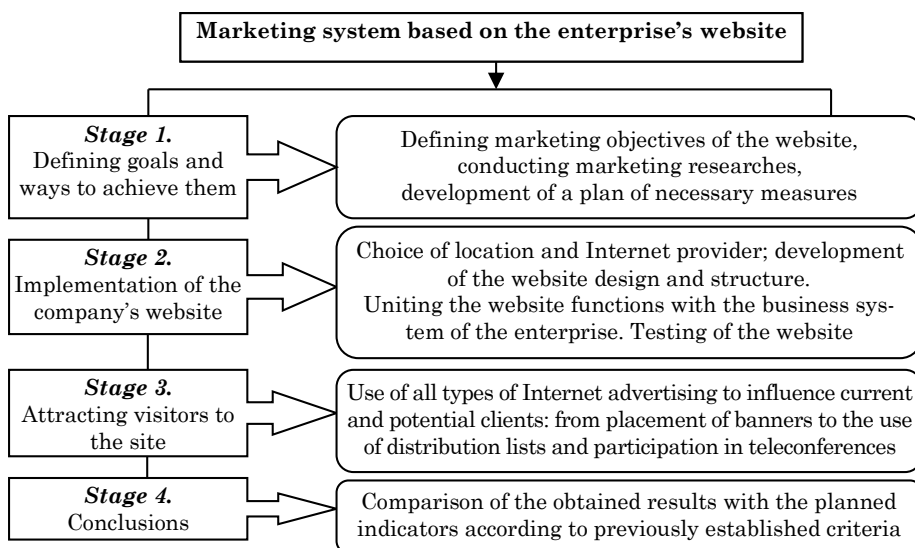 Marketing system based on the enterprise's website
Stage 1.
Defining goals and
ways to achieve them
Defining marketing objectives of the website,
conducting marketing researches,
development of a plan of necessary measures
Stage 2.
Implementation of the
company's website
Choice of location and Internet provider; development
of the website design and structure.
Uniting the website functions with the business sys-
tem of the enterprise. Testing of the website
Stage 3.
Attracting visitors to
the site
Use of all types of Internet advertising to influence current
and potential clients: from placement of banners to the use
of distribution lists and participation in teleconferences
Stage 4.
Conclusions
Comparison of the obtained results with the planned
indicators according to previously established criteria